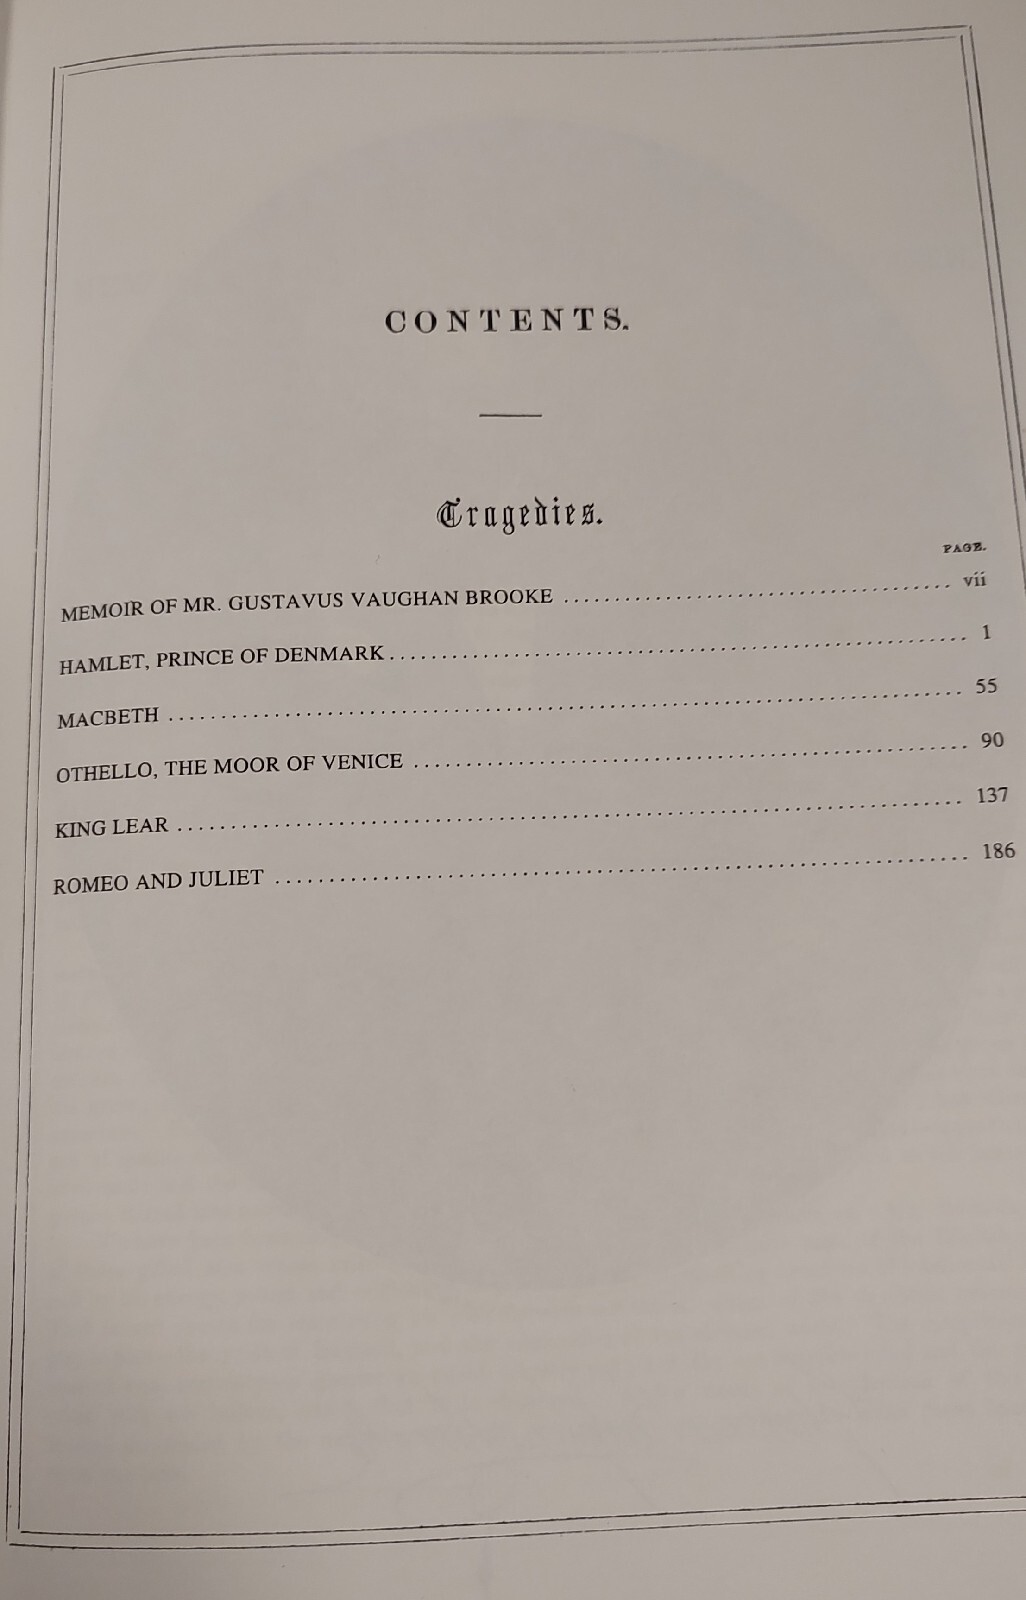 CONTENTS.
Tragedies.
PAGE.
MEMOIR OF MR. GUSTAVUS VAUGHAN BROOKE ........................................ vii
HAMLET, PRINCE OF DENMARK ........................................ 1
MACBETH ........................................ 55
OTHELLO, THE MOOR OF VENICE ........................................ 90
KING LEAR ........................................ 137
ROMEO AND JULIET ........................................ 186